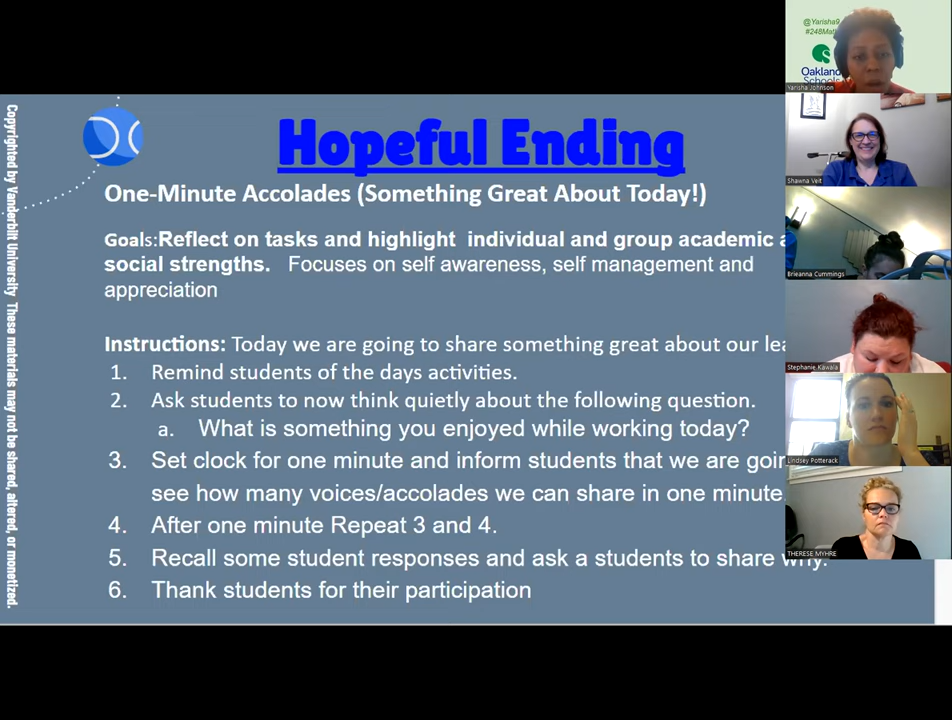 @Yarisha9
#248Mat
Oakland
Schools
Yarisha Johnson
Shawna Veit
Brieanna Cummings
Stephanie Kawala
Lindsey Potterack
THERESE MYHRE
Copyrighted by Vanderbilt University These materials may not be shared, altered, or monetized.
Hopeful Ending
One-Minute Accolades (Something Great About Today!)
Goals:Reflect on tasks and highlight individual and group academic a
social strengths. Focuses on self awareness, self management and
appreciation
Instructions: Today we are going to share something great about our lea
1. Remind students of the days activities.
2. Ask students to now think quietly about the following question.
a. What is something you enjoyed while working today?
3. Set clock for one minute and inform students that we are goin
see how many voices/accolades we can share in one minute.
4. After one minute Repeat 3 and 4.
5. Recall some student responses and ask a students to share why.
6. Thank students for their participation